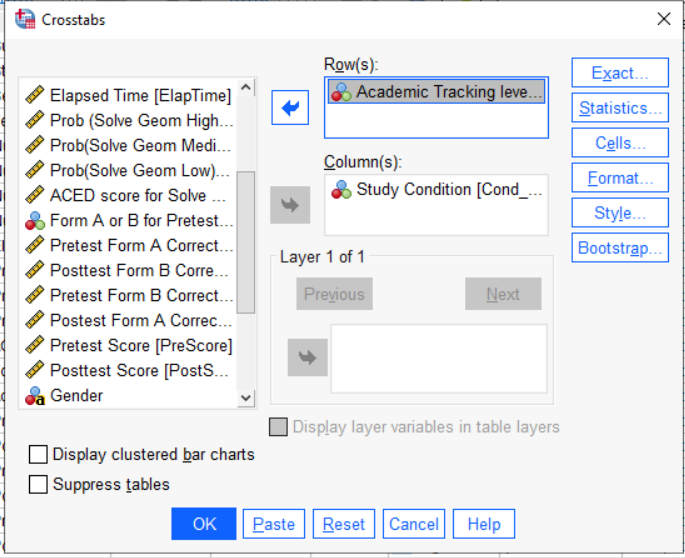 Crosstabs
Elapsed Time [ElapTime]
Prob (Solve Geom High...
Prob(Solve Geom Medi...
Prob(Solve Geom Low)...
ACED score for Solve ...
Form A or B for Pretest...
Pretest Form A Correct...
Posttest Form B Corre...
Pretest Form B Correct...
Postest Form A Correc...
Pretest Score [PreScore]
Posttest Score [PostS...
Gender
Row(s):
Academic Tracking leve...
Column(s):
Study Condition [Cond_...
Layer 1 of 1
Previous
Next
Display layer variables in table layers
Exact...
Statistics...
Cells...
Format...
Style...
Bootstrap...
Display clustered bar charts
Suppress tables
OK
Paste
Reset
Cancel
Help